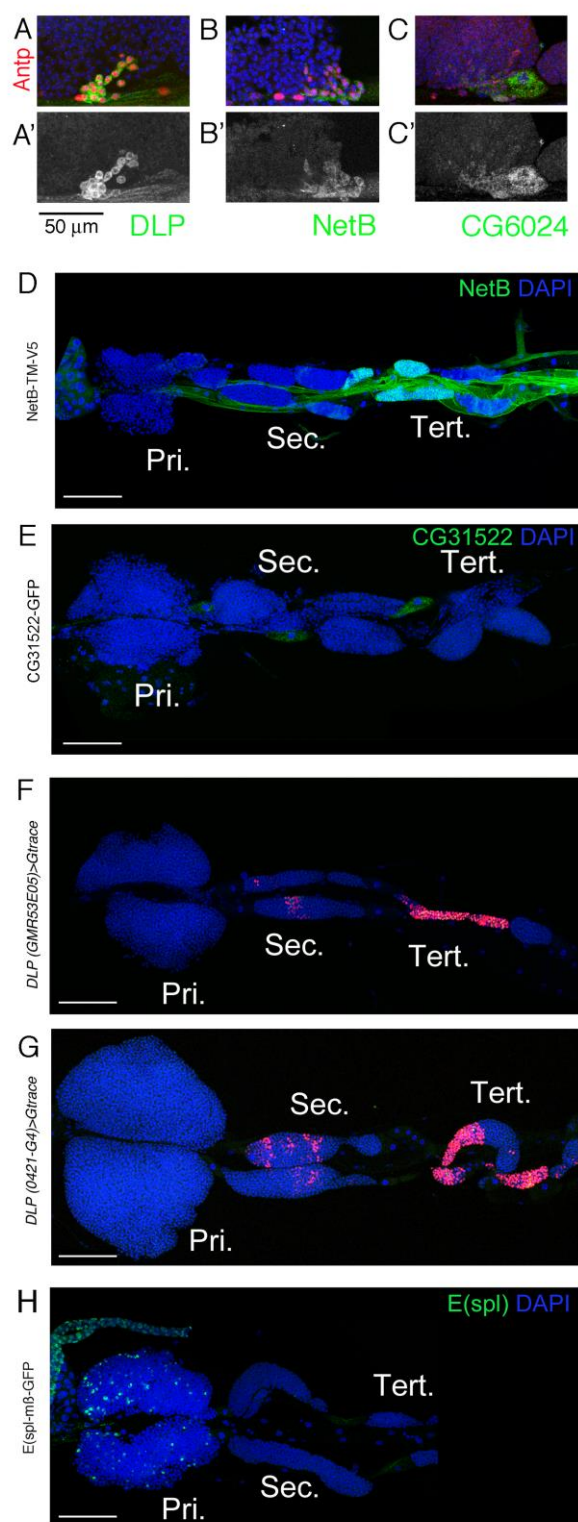 A
B
C
Antp
A'
B'
C'
50 µm
DLP
NetB
CG6024
D
NetB DAPI
NetB-TM-V5
Pri.
Sec.
Tert.
E
CG31522 DAPI
CG31522-GFP
Sec.
Tert.
Pri.
F
DLP (GMR53E05)>Gtrace
Sec.
Tert.
Pri.
G
DLP (0421-G4)>Gtrace
Sec.
Tert.
Pri.
H
E(spl) DAPI
E(spl-mß-GFP
Tert.
Sec.
Pri.